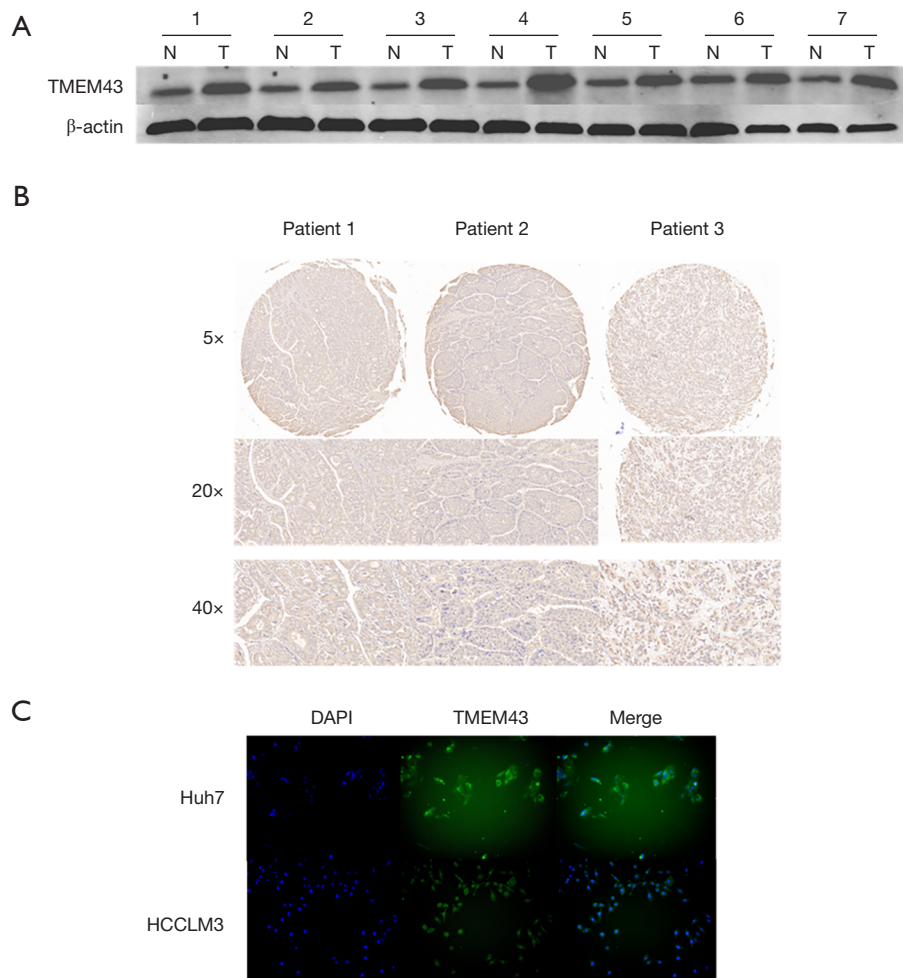 A
1 2 3 4 5 6 7
N T N T N T N T N T N T N T
TMEM43
β-actin
B
Patient 1 Patient 2 Patient 3
5×
20×
40×
C
DAPI TMEM43 Merge
Huh7
HCCLM3